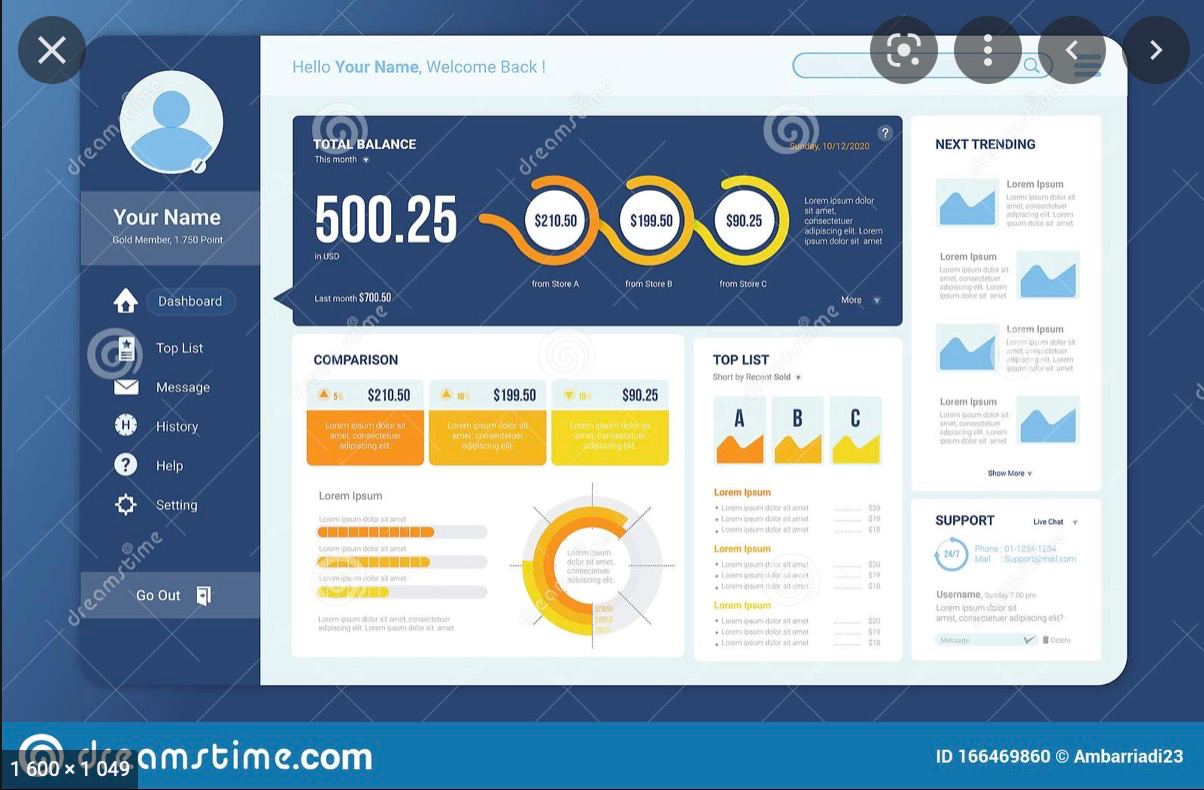 Hello Your Name, Welcome Back !
Your Name
Gold Member, 1.750 Point
Dashboard
Top List
Message
H
History
?
Help
Setting
Go Out
TOTAL BALANCE
This month
Sunday, 10/12/2020
?
500.25
in USD
Last month $700.50
$210.50
$199.50
$90.25
from Store A
from Store B
from Store C
Lorem ipsum dolor
sit amet,
consectetuer
adipiscing elit. Lorem
ipsum dolor sit amet
More
COMPARISON
5%
$210.50
Lorem ipsum dolor sit
amet, consectetuer
adipiscing elit.
10%
$199.50
Lorem ipsum dolor sit
amet, consectetuer
adipiscing elit.
10%
$90.25
Lorem ipsum dolor sit
amet, consectetuer
adipiscing elit.
Lorem Ipsum
Lorem ipsum dolor sit amet
Lorem ipsum dolor sit amet
Lorem ipsum dolor sit amet
Lorem ipsum dolor sit amet, consectetuer
adipiscing elit. Lorem ipsum dolor sit amet
Lorem ipsum
dolor sit amet,
consectetuer
adipiscing elit.
$210.50
TOP LIST
Short by Recent Sold
A
B
C
Lorem Ipsum
Lorem ipsum dolor sit amet ........... $20
Lorem ipsum dolor sit amet ........... $19
Lorem ipsum dolor sit amet ........... $18
Lorem Ipsum
Lorem ipsum dolor sit amet ........... $20
Lorem ipsum dolor sit amet ........... $19
Lorem ipsum dolor sit amet ........... $18
Lorem Ipsum
Lorem ipsum dolor sit amet ........... $20
Lorem ipsum dolor sit amet ........... $19
Lorem ipsum dolor sit amet ........... $18
NEXT TRENDING
Lorem Ipsum
Lorem ipsum dolor sit
amet, consectetuer
adipiscing elit. Lorem
ipsum dolor sit amet
Lorem Ipsum
Lorem ipsum dolor sit
amet, consectetuer
adipiscing elit. Lorem
ipsum dolor sit amet
Lorem Ipsum
Lorem ipsum dolor sit
amet, consectetuer
adipiscing elit. Lorem
ipsum dolor sit amet
Lorem Ipsum
Lorem ipsum dolor sit
amet, consectetuer
adipiscing elit. Lorem
ipsum dolor sit amet
Show More
SUPPORT
Live Chat
24/7
Phone : 01-1234-1234
Mail : Support@mail.com
Username, Sunday 7.00 pm
Lorem ipsum dolor sit
amet, consectetuer adipiscing elit?
Message
Delete
dreamstime
dreamstime
dreamstime
dreamstime
dreamstime
dreamstime
dreamstime
dreamstime.com
1 600 × 1 049
ID 166469860 © Ambarriadi23